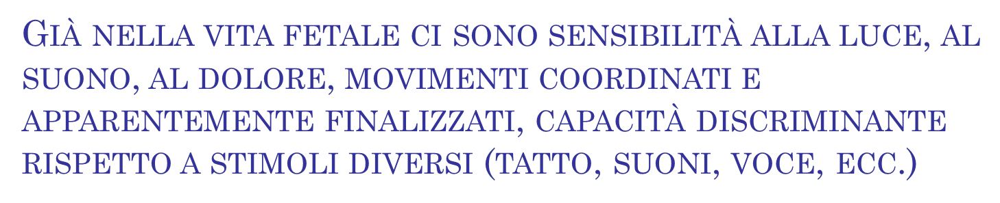 Già nella vita fetale ci sono sensibilità alla luce, al
suono, al dolore, movimenti coordinati e
apparentemente finalizzati, capacità discriminante
rispetto a stimoli diversi (tatto, suoni, voce, ecc.)